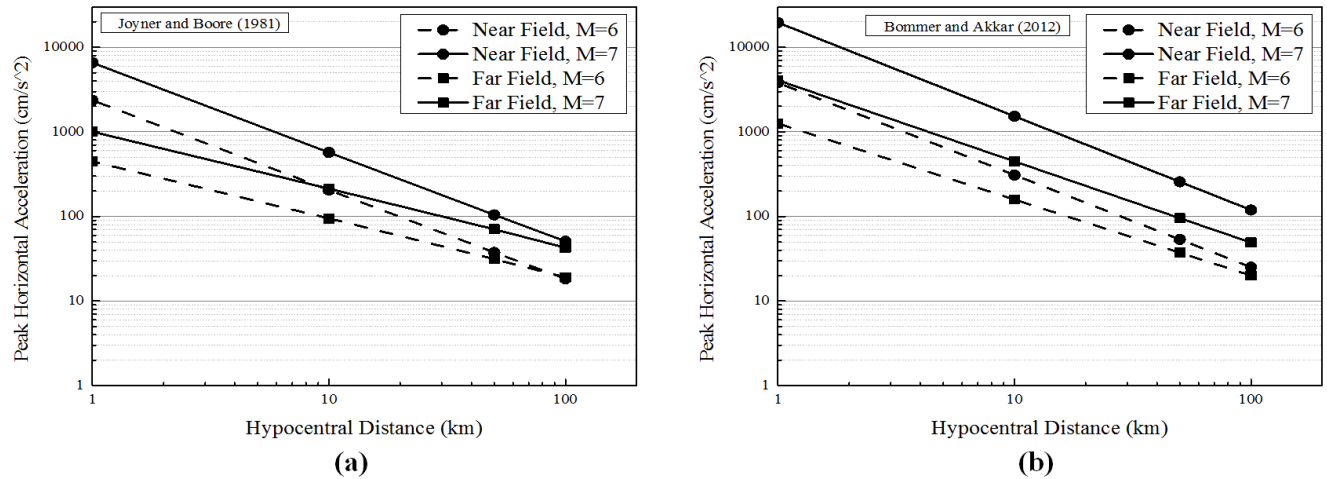 Joyner and Boore (1981)
Near Field, M=6
Near Field, M=7
Far Field, M=6
Far Field, M=7
10000
1000
100
10
1
Peak Horizontal Acceleration (cm/s^2)
1
10
100
Hypocentral Distance (km)
(a)
Bommer and Akkar (2012)
Near Field, M=6
Near Field, M=7
Far Field, M=6
Far Field, M=7
10000
1000
100
10
1
Peak Horizontal Acceleration (cm/s^2)
1
10
100
Hypocentral Distance (km)
(b)